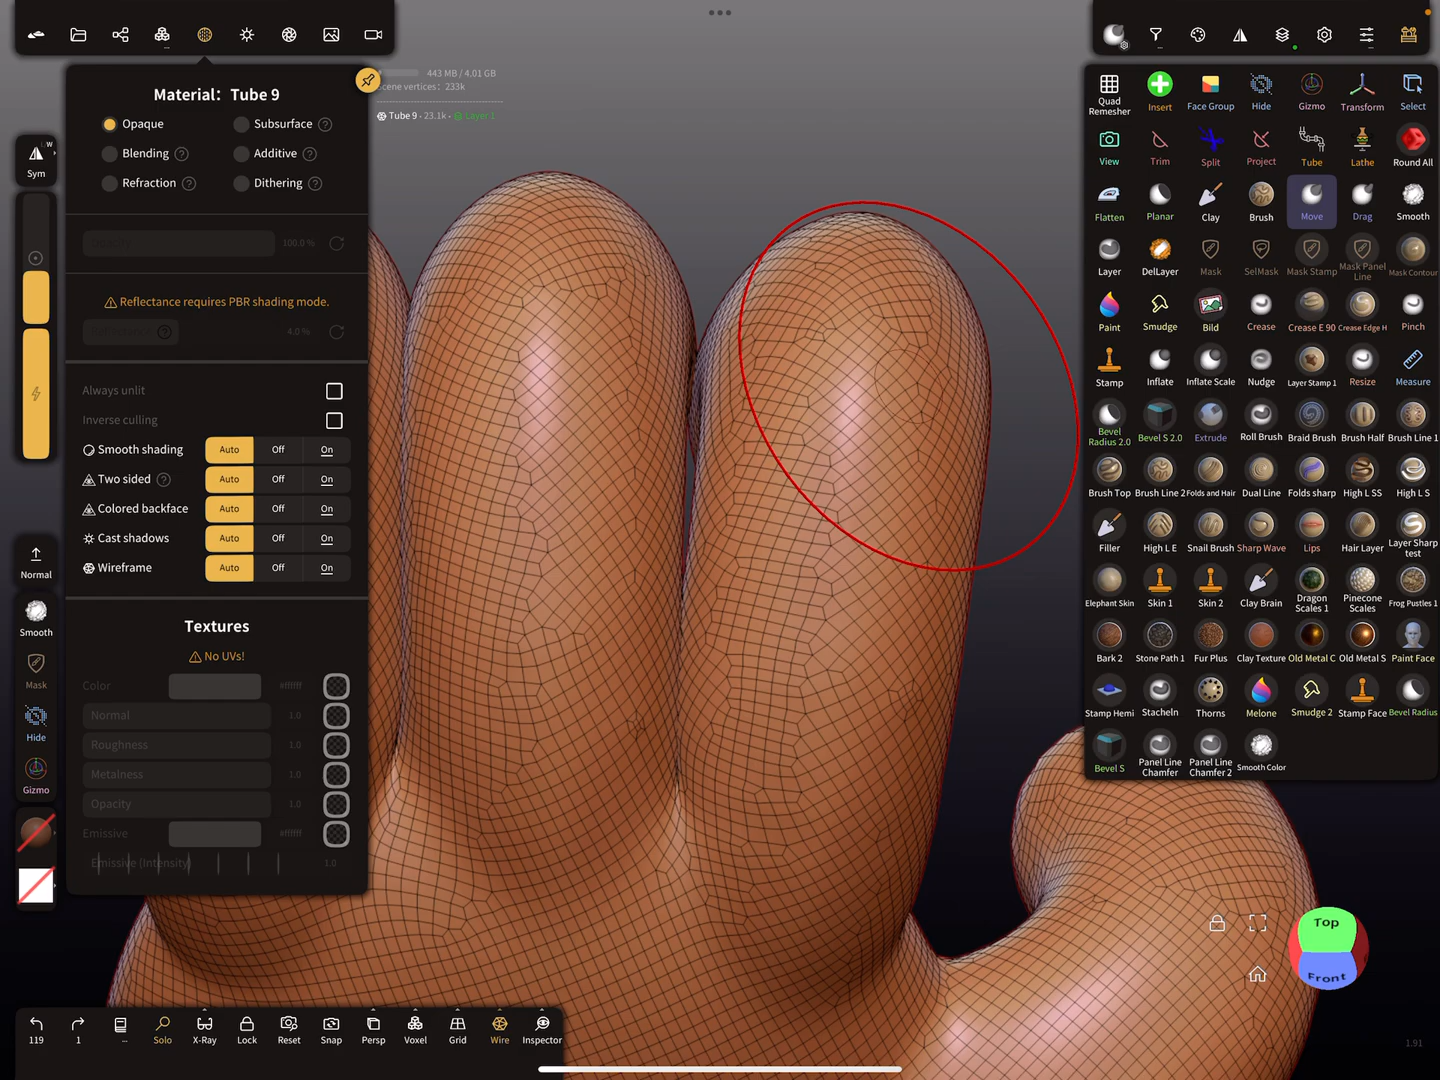 443 MB / 4.01 GB
Scene vertices: 233k
Tube 9 • 23.1k • Layer 1
Material: Tube 9
Opaque
Subsurface
Blending
Additive
Refraction
Dithering
Opacity
100.0 %
Reflectance requires PBR shading mode.
Reflectance
4.0 %
Always unlit
Inverse culling
Smooth shading Auto Off On
Two sided Auto Off On
Colored backface Auto Off On
Cast shadows Auto Off On
Wireframe Auto Off On
Textures
No UVs!
Color #ffffff
Normal 1.0
Roughness 1.0
Metalness 1.0
Opacity 1.0
Emissive #ffffff
Emissive (Intensity) 1.0
W
Sym
Normal
Smooth
Mask
Hide
Gizmo
Quad Remesher
Insert
Face Group
Hide
Gizmo
Transform
Select
View
Trim
Split
Project
Tube
Lathe
Round All
Flatten
Planar
Clay
Brush
Move
Drag
Smooth
Layer
DelLayer
Mask
SelMask
Mask Stamp
Mask Panel Line
Mask Contour
Paint
Smudge
Bild
Crease
Crease E 90
Crease Edge H
Pinch
Stamp
Inflate
Inflate Scale
Nudge
Layer Stamp 1
Resize
Measure
Bevel Radius 2.0
Bevel S 2.0
Extrude
Roll Brush
Braid Brush
Brush Half
Brush Line 1
Brush Top
Brush Line 2
Folds and Hair
Dual Line
Folds sharp
High L SS
High L S
Filler
High L E
Snail Brush
Sharp Wave
Lips
Hair Layer
Layer Sharp test
Elephant Skin
Skin 1
Skin 2
Clay Brain
Dragon Scales 1
Pinecone Scales
Frog Pustles 1
Bark 2
Stone Path 1
Fur Plus
Clay Texture
Old Metal C
Old Metal S
Paint Face
Stamp Hemi
Stacheln
Thorns
Melone
Smudge 2
Stamp Face
Bevel Radius
Bevel S
Panel Line Chamfer
Panel Line Chamfer 2
Smooth Color
Top
Front
119
1
...
Solo
X-Ray
Lock
Reset
Snap
Persp
Voxel
Grid
Wire
Inspector
1.91